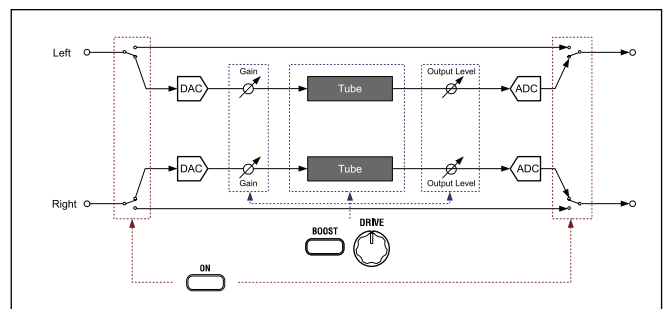 Gain Output Level
Left
DAC Tube ADC
DAC Tube ADC
Gain Output Level
Right
BOOST DRIVE
ON